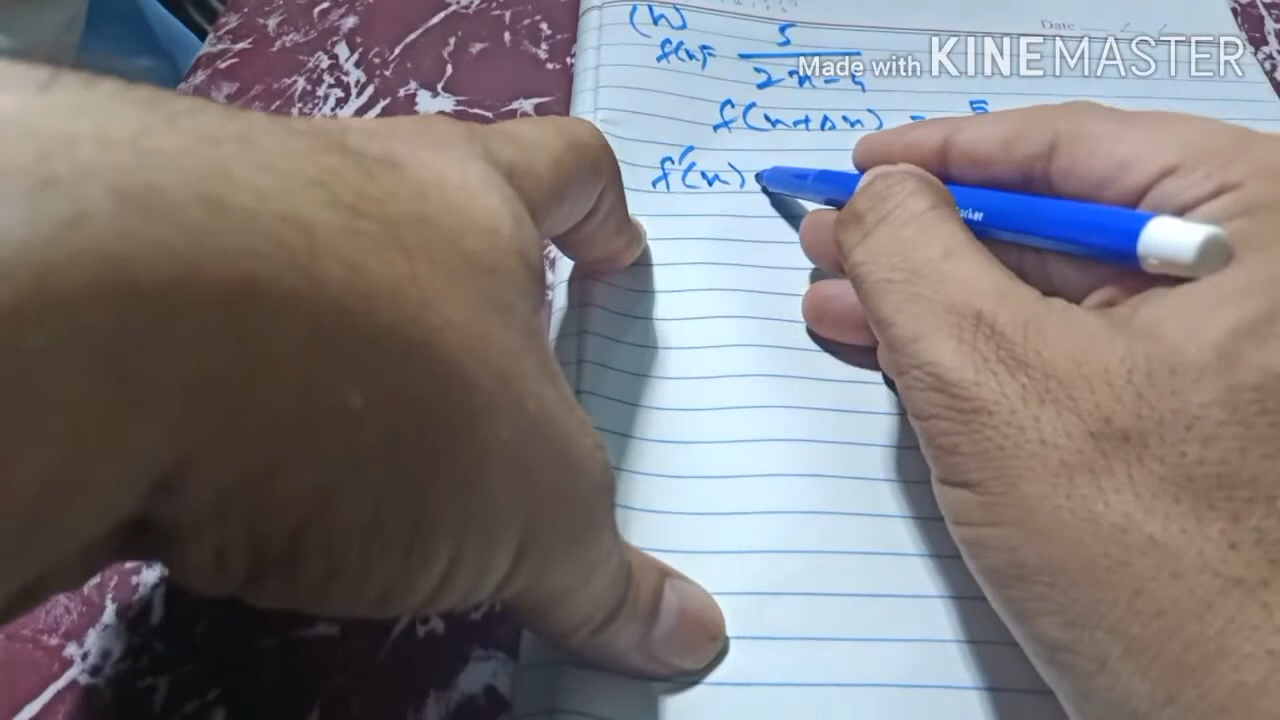 (h)
Date
f(x)= 5 / 2x-4
Made with KINEMASTER
f(x+Δx) = 5
f'(x)